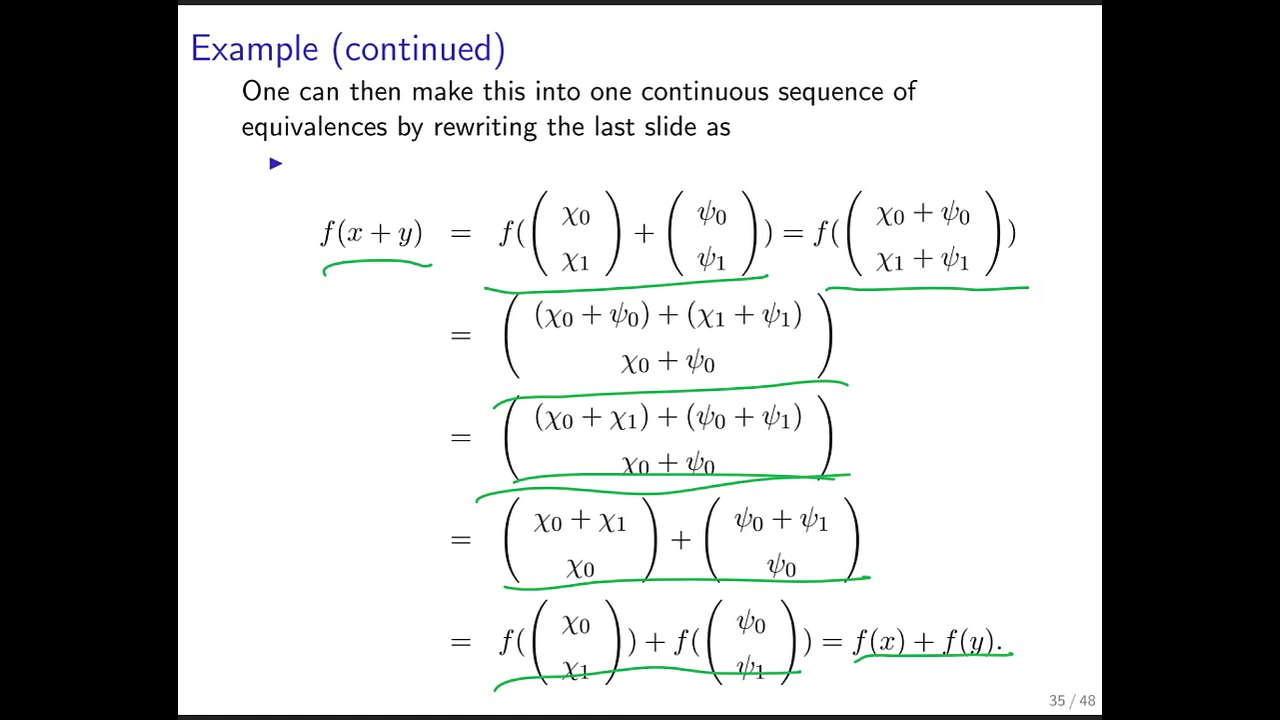 Example (continued)
One can then make this into one continuous sequence of
equivalences by rewriting the last slide as
▶
f(x + y) = f( ( χ₀ χ₁ ) + ( ψ₀ ψ₁ ) ) = f( ( χ₀ + ψ₀ χ₁ + ψ₁ ) )
= ( (χ₀ + ψ₀) + (χ₁ + ψ₁) χ₀ + ψ₀ )
= ( (χ₀ + χ₁) + (ψ₀ + ψ₁) χ₀ + ψ₀ )
= ( χ₀ + χ₁ χ₀ ) + ( ψ₀ + ψ₁ ψ₀ )
= f( ( χ₀ χ₁ ) ) + f( ( ψ₀ ψ₁ ) ) = f(x) + f(y).
35 / 48